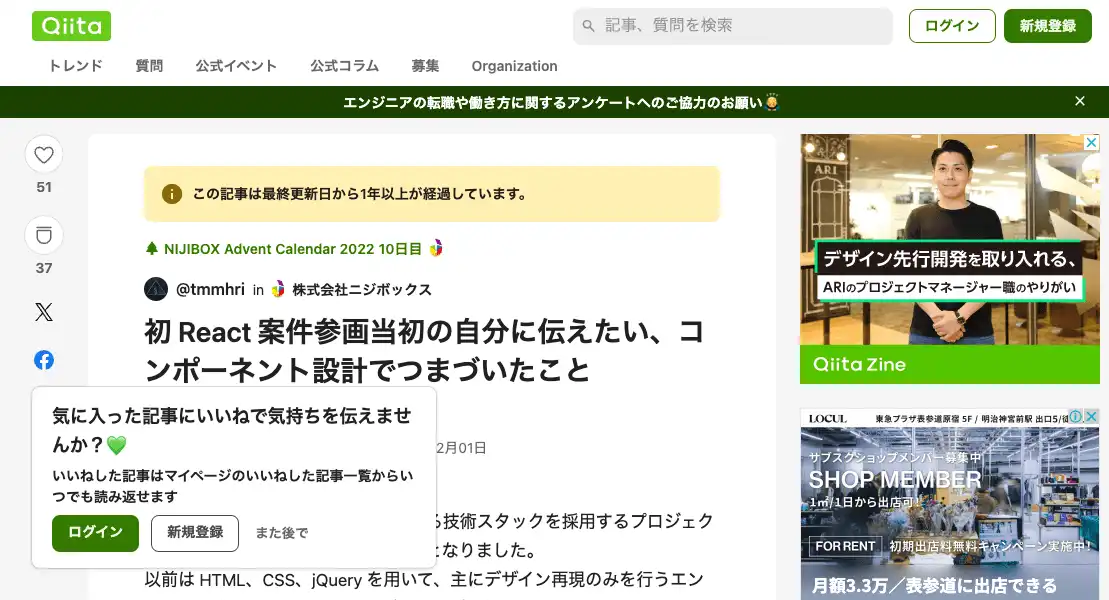 Qiita
記事、質問を検索
ログイン
新規登録
トレンド
質問
公式イベント
公式コラム
募集
Organization
エンジニアの転職や働き方に関するアンケートへのご協力のお願い
51
37
この記事は最終更新日から1年以上が経過しています。
NIJIBOX Advent Calendar 2022 10日目
@tmmhri in 株式会社ニジボックス
初 React 案件参画当初の自分に伝えたい、コ
ンポーネント設計でつまづいたこと
2月01日
る技術スタックを採用するプロジェク
となりました。
以前は HTML、CSS、jQuery を用いて、主にデザイン再現のみを行うエン
気に入った記事にいいねで気持ちを伝えませ
んか？💚
いいねした記事はマイページのいいねした記事一覧からい
つでも読み返せます
ログイン
新規登録
また後で
ARI
デザイン先行開発を取り入れる、
ARIのプロジェクトマネージャー職のやりがい
Qiita Zine
LOCUL
東急プラザ表参道原宿 5F / 明治神宮前駅 出口5/徒
サブスクショップメンバー募集中
SHOP MEMBER
1㎡/1日から出店可!
FOR RENT
初期出店料無料キャンペーン実施中!
月額3.3万／表参道に出店できる